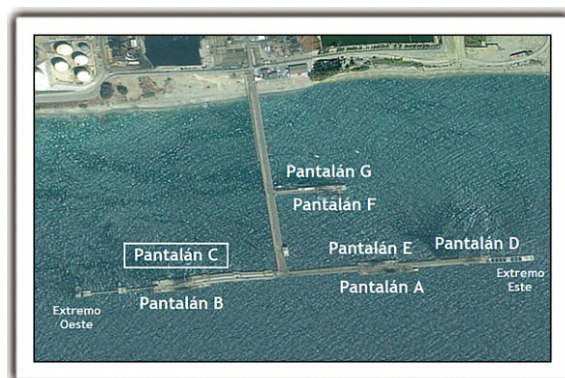 Pantalán G
Pantalán F
Pantalán C
Pantalán E
Pantalán D
Pantalán B
Pantalán A
Extremo
Este
Extremo
Oeste